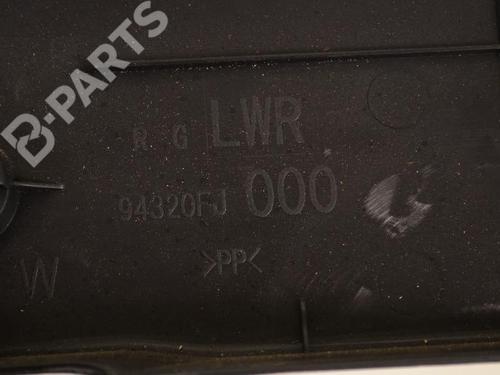 B-PARTS
R G LWR
94320FJ 000
>PP<
W